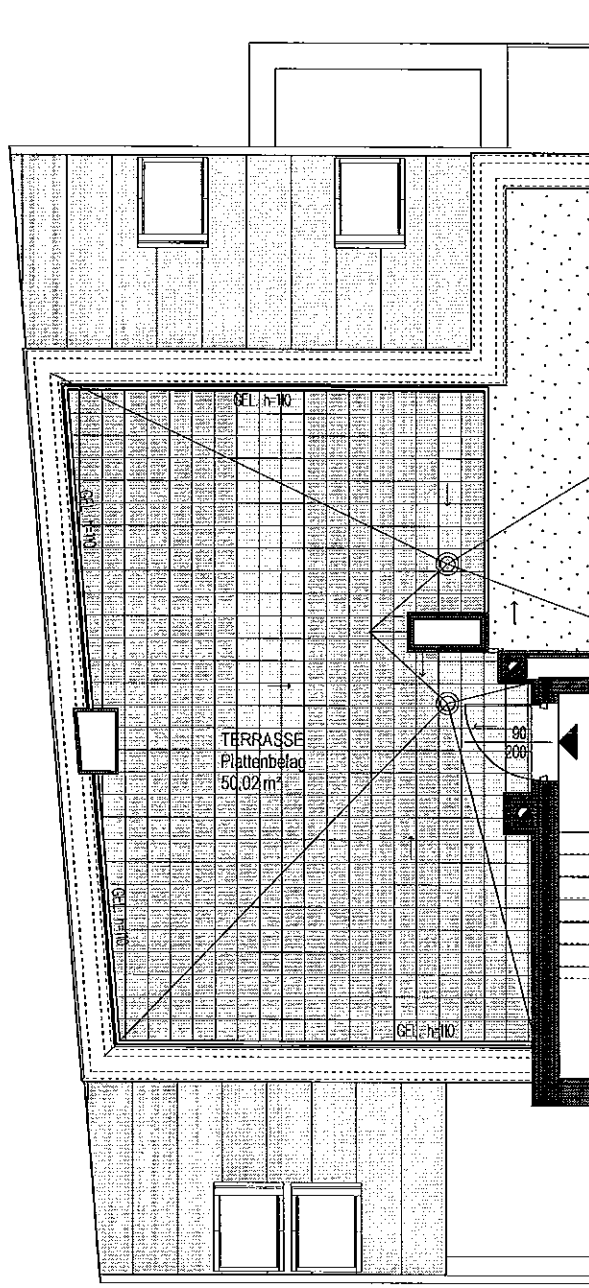 GEL. h=110
GEL. h=110
TERRASSE
Plattenbelag
50,02 m²
90
200
GEL. h=110
GEL. h=110